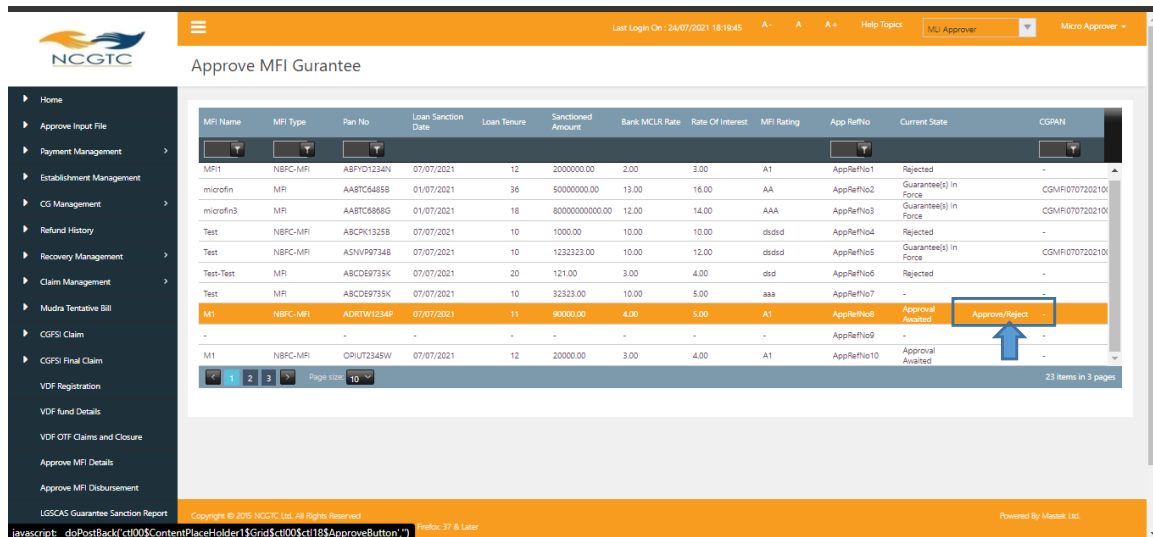 Last Login On : 24/07/2021 18:19:45 A- A A+ Help Topics MLI Approver Micro Approver
NCGTC
Approve MFI Gurantee
Home
Approve Input File
Payment Management
Establishment Management
CG Management
Refund History
Recovery Management
Claim Management
Mudra Tentative Bill
CGFSI Claim
CGFSI Final Claim
VDF Registration
VDF fund Details
VDF OTF Claims and Closure
Approve MFI Details
Approve MFI Disbursement
LGSCAS Guarantee Sanction Report
MFI Name MFI Type Pan No Loan Sanction Date Loan Tenure Sanctioned Amount Bank MCLR Rate Rate Of Interest MFI Rating App RefNo Current State CGPAN
MFI1 NBFC-MFI ABFYD1234N 07/07/2021 12 2000000.00 2.00 3.00 A1 AppRefNo1 Rejected -
microfin MFI AABTC6485B 01/07/2021 36 50000000.00 13.00 16.00 AA AppRefNo2 Guarantee(s) In Force CGMFI070720210
microfin3 MFI AABTC6868G 01/07/2021 18 80000000000.00 12.00 14.00 AAA AppRefNo3 Guarantee(s) In Force CGMFI070720210
Test NBFC-MFI ABCPK1325B 07/07/2021 10 1000.00 10.00 10.00 dsdsd AppRefNo4 Rejected -
Test NBFC-MFI ASNVP9734B 07/07/2021 10 1232323.00 10.00 12.00 dsdsd AppRefNo5 Guarantee(s) In Force CGMFI070720210
Test-Test MFI ABCDE9735K 07/07/2021 20 121.00 3.00 4.00 dsd AppRefNo6 Rejected -
Test MFI ABCDE9735K 07/07/2021 10 32323.00 10.00 5.00 aaa AppRefNo7 - -
M1 NBFC-MFI ADRTW1234P 07/07/2021 11 90000.00 4.00 5.00 A1 AppRefNo8 Approval Awaited Approve/Reject -
- - - - - - - - AppRefNo9 - -
M1 NBFC-MFI OPIUT2345W 07/07/2021 12 20000.00 3.00 4.00 A1 AppRefNo10 Approval Awaited -
1 2 3 Page size: 10 23 items in 3 pages
Copyright © 2015 NCGTC Ltd. All Rights Reserved Powered By Mastek Ltd.
Firefox 37 & Later
javascript:__doPostBack('ctl00$ContentPlaceHolder1$Grid$ctl00$ctl18$ApproveButton','')